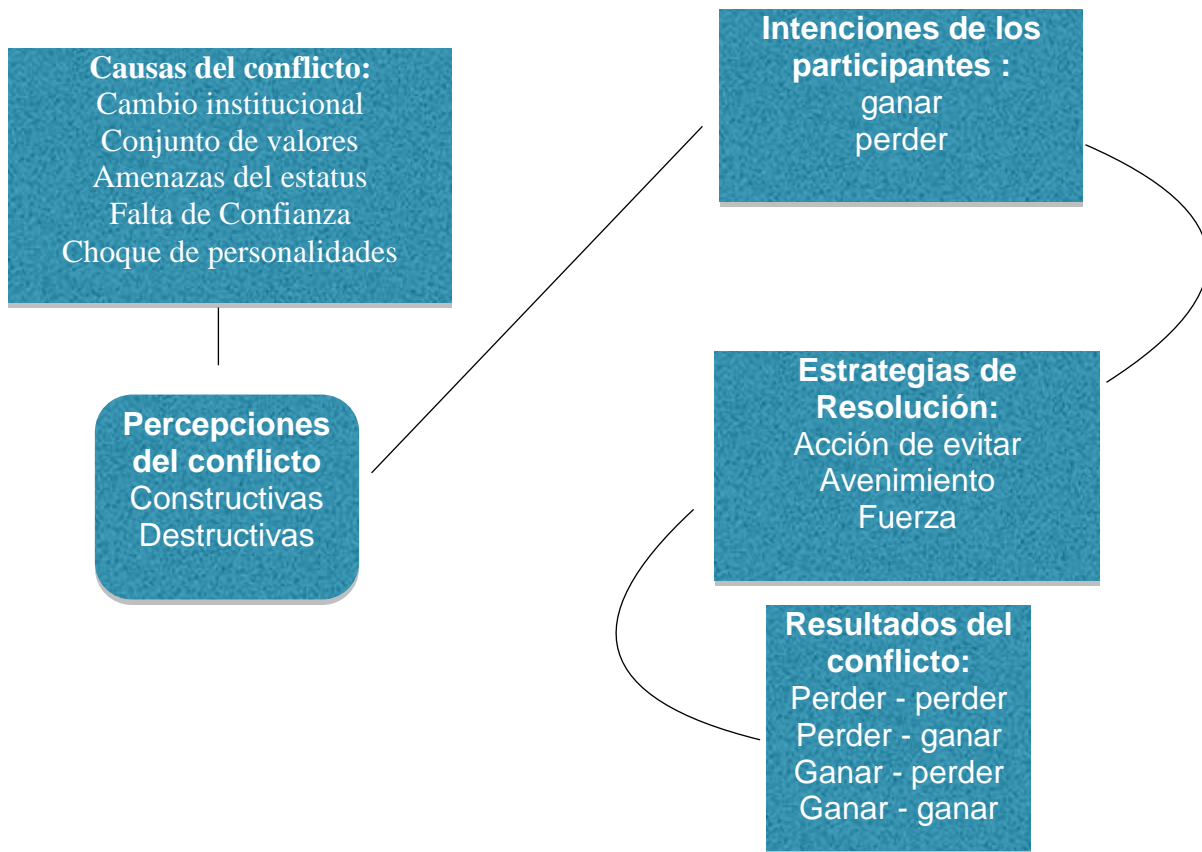 Causas del conflicto:
Cambio institucional
Conjunto de valores
Amenazas del estatus
Falta de Confianza
Choque de personalidades
Percepciones
del conflicto
Constructivas
Destructivas
Intenciones de los
participantes :
ganar
perder
Estrategias de
Resolución:
Acción de evitar
Avenimiento
Fuerza
Resultados del
conflicto:
Perder - perder
Perder - ganar
Ganar - perder
Ganar - ganar